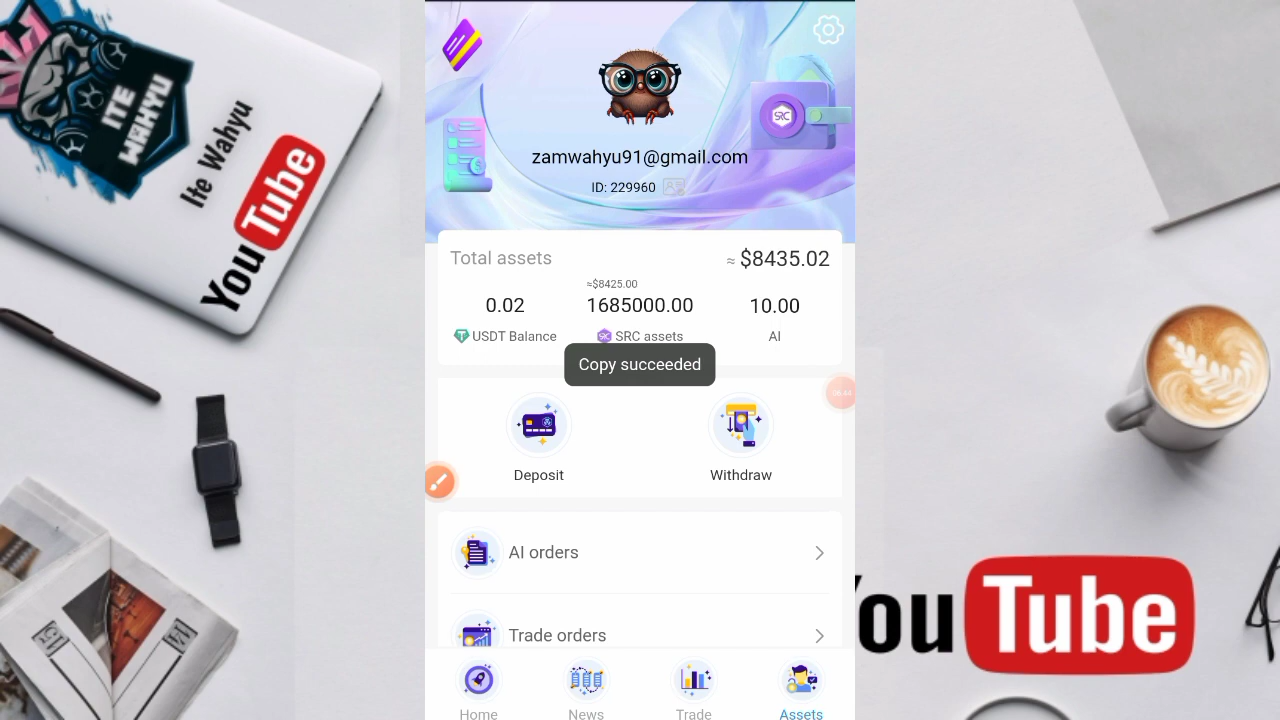 ITE
WAHYU
Ite Wahyu
YouTube
SRC
zamwahyu91@gmail.com
ID: 229960
Total assets
≈ $8435.02
≈$8425.00
0.02
1685000.00
10.00
USDT Balance
SRC assets
AI
Copy succeeded
Deposit
Withdraw
AI orders
Trade orders
ouTube
Home
News
Trade
Assets